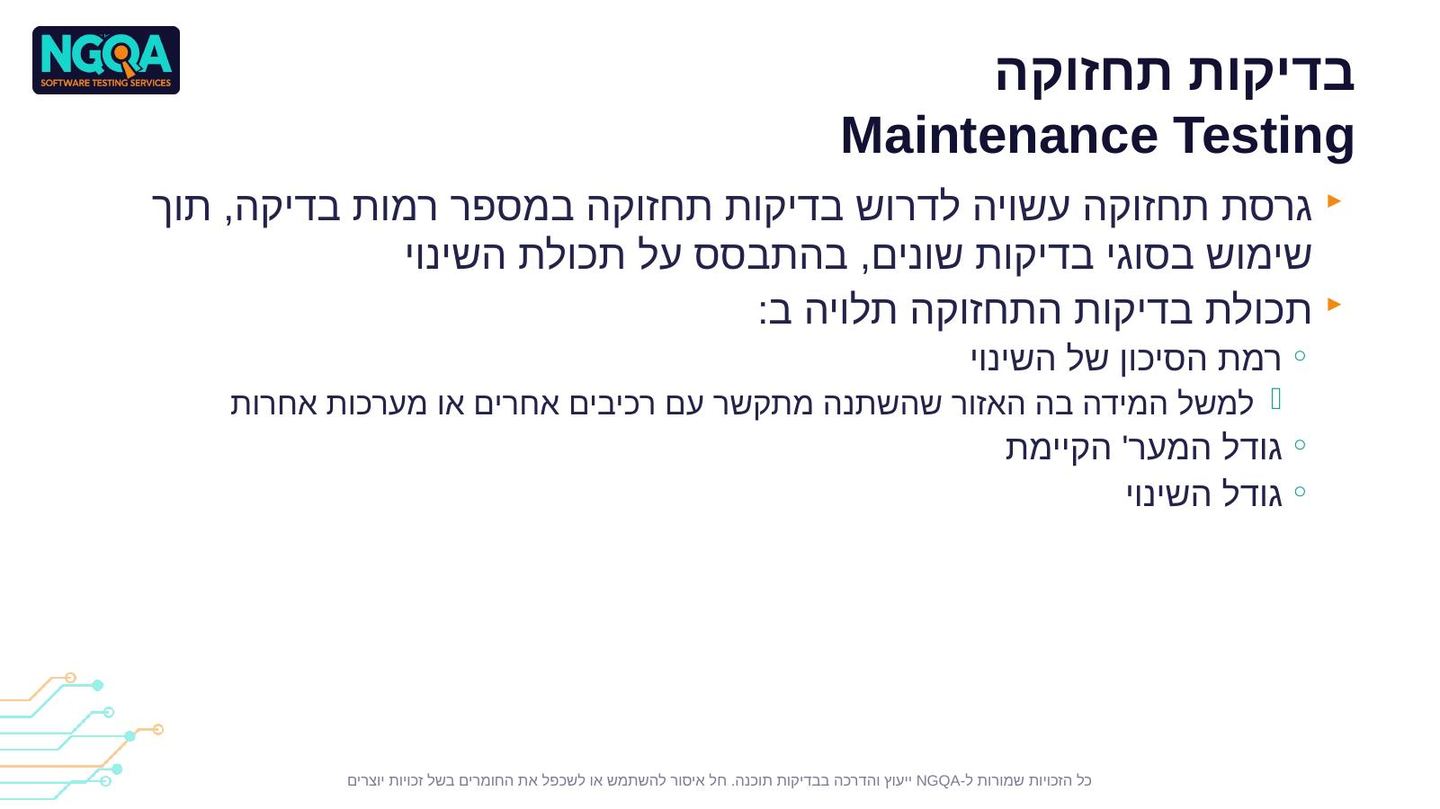 NGQA
SOFTWARE TESTING SERVICES
בדיקות תחזוקה
Maintenance Testing
גרסת תחזוקה עשויה לדרוש בדיקות תחזוקה במספר רמות בדיקה, תוך
שימוש בסוגי בדיקות שונים, בהתבסס על תכולת השינוי
תכולת בדיקות התחזוקה תלויה ב:
רמת הסיכון של השינוי
למשל המידה בה האזור שהשתנה מתקשר עם רכיבים אחרים או מערכות אחרות
גודל המער' הקיימת
גודל השינוי
כל הזכויות שמורות ל-NGQA ייעוץ והדרכה בבדיקות תוכנה. חל איסור להשתמש או לשכפל את החומרים בשל זכויות יוצרים